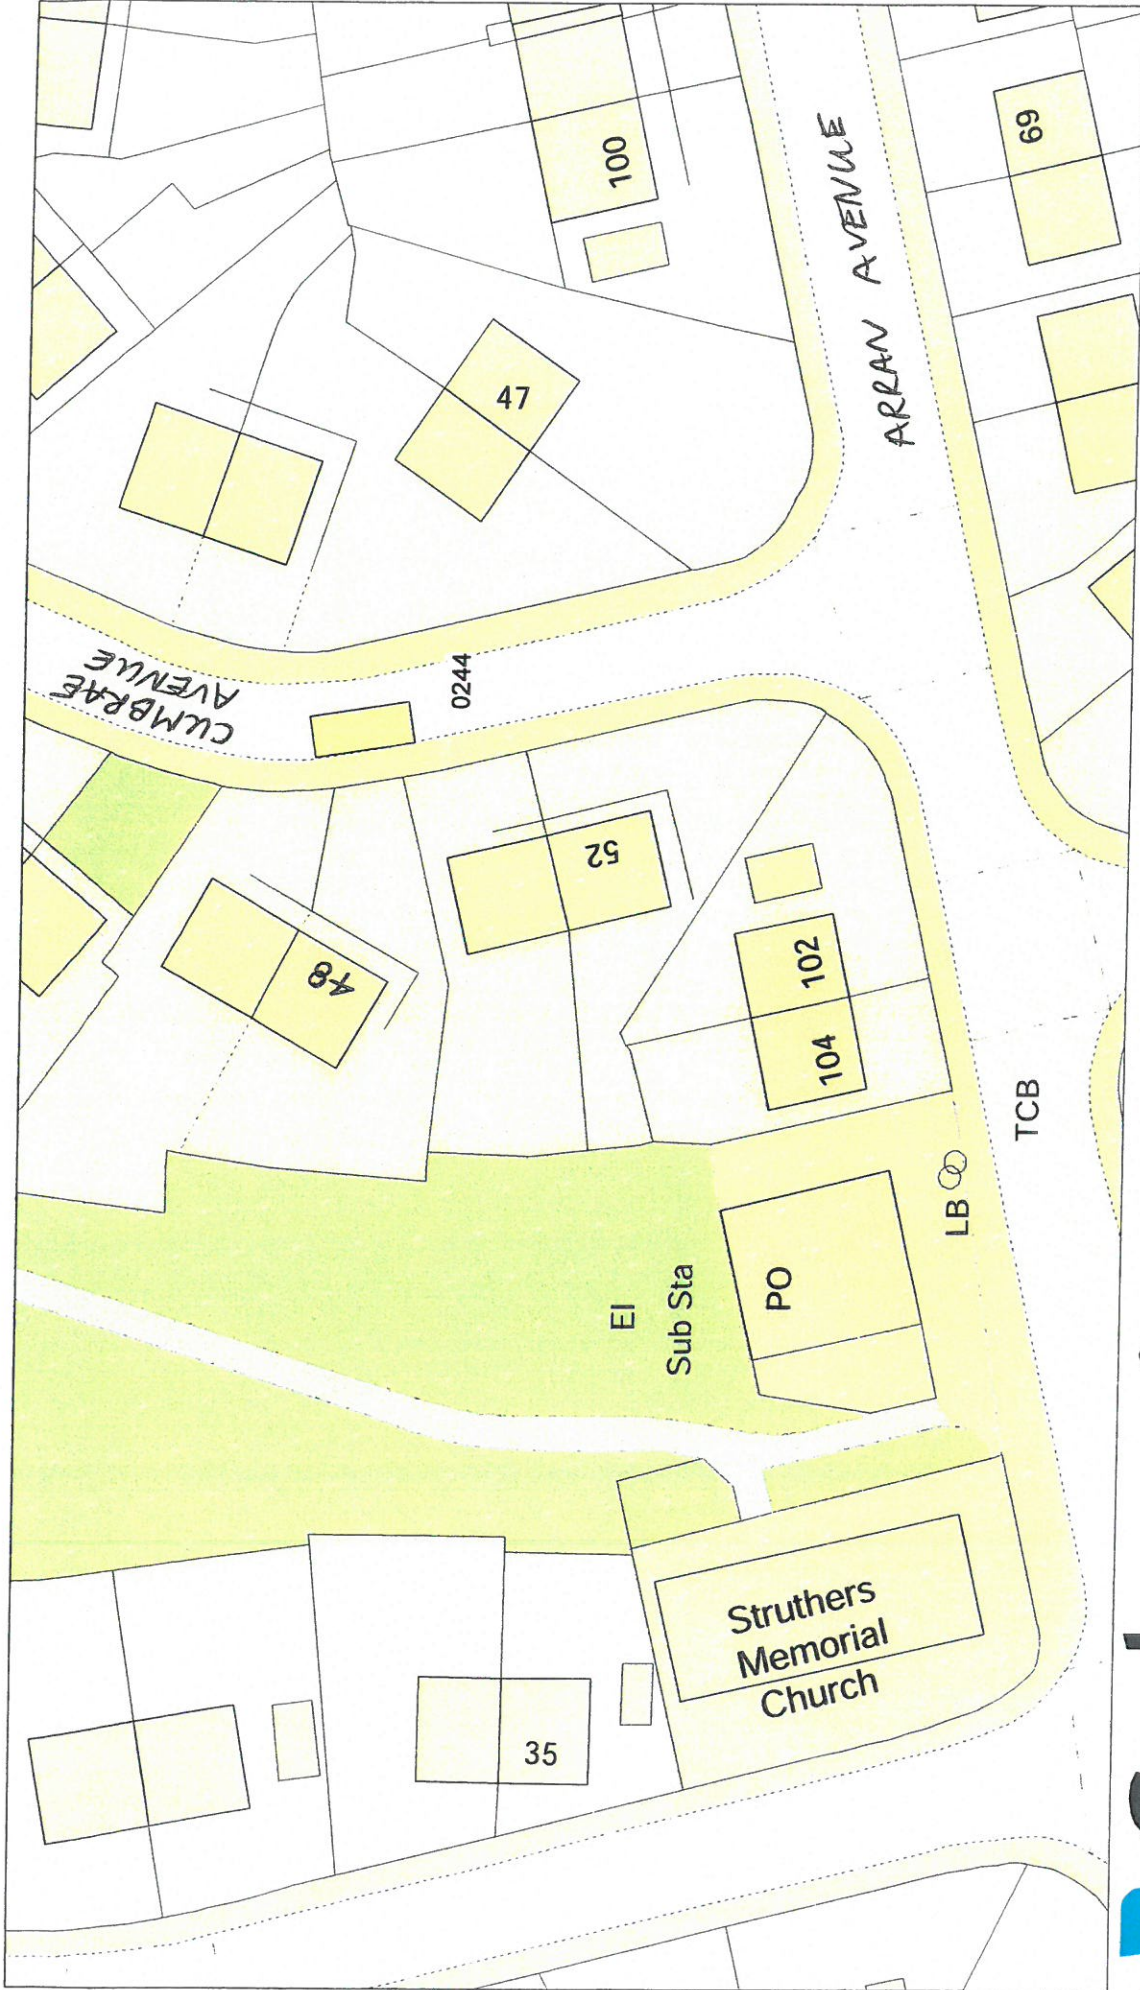 100
69
ARRAN AVENUE
47
CUMBRAE
AVENUE
0244
52
48
102
104
TCB
LB
El
Sub Sta
PO
Struthers
Memorial
Church
35